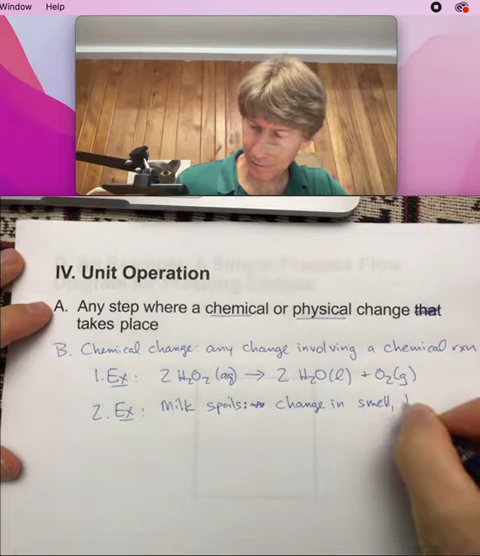 Window Help
IV. Unit Operation
A. Any step where a chemical or physical change that
takes place
B. Chemical change: any change involving a chemical rxn
1. Ex: 2 H₂O₂ (aq) → 2 H₂O(l) + O₂(g)
2. Ex: Milk spoils: change in smell,